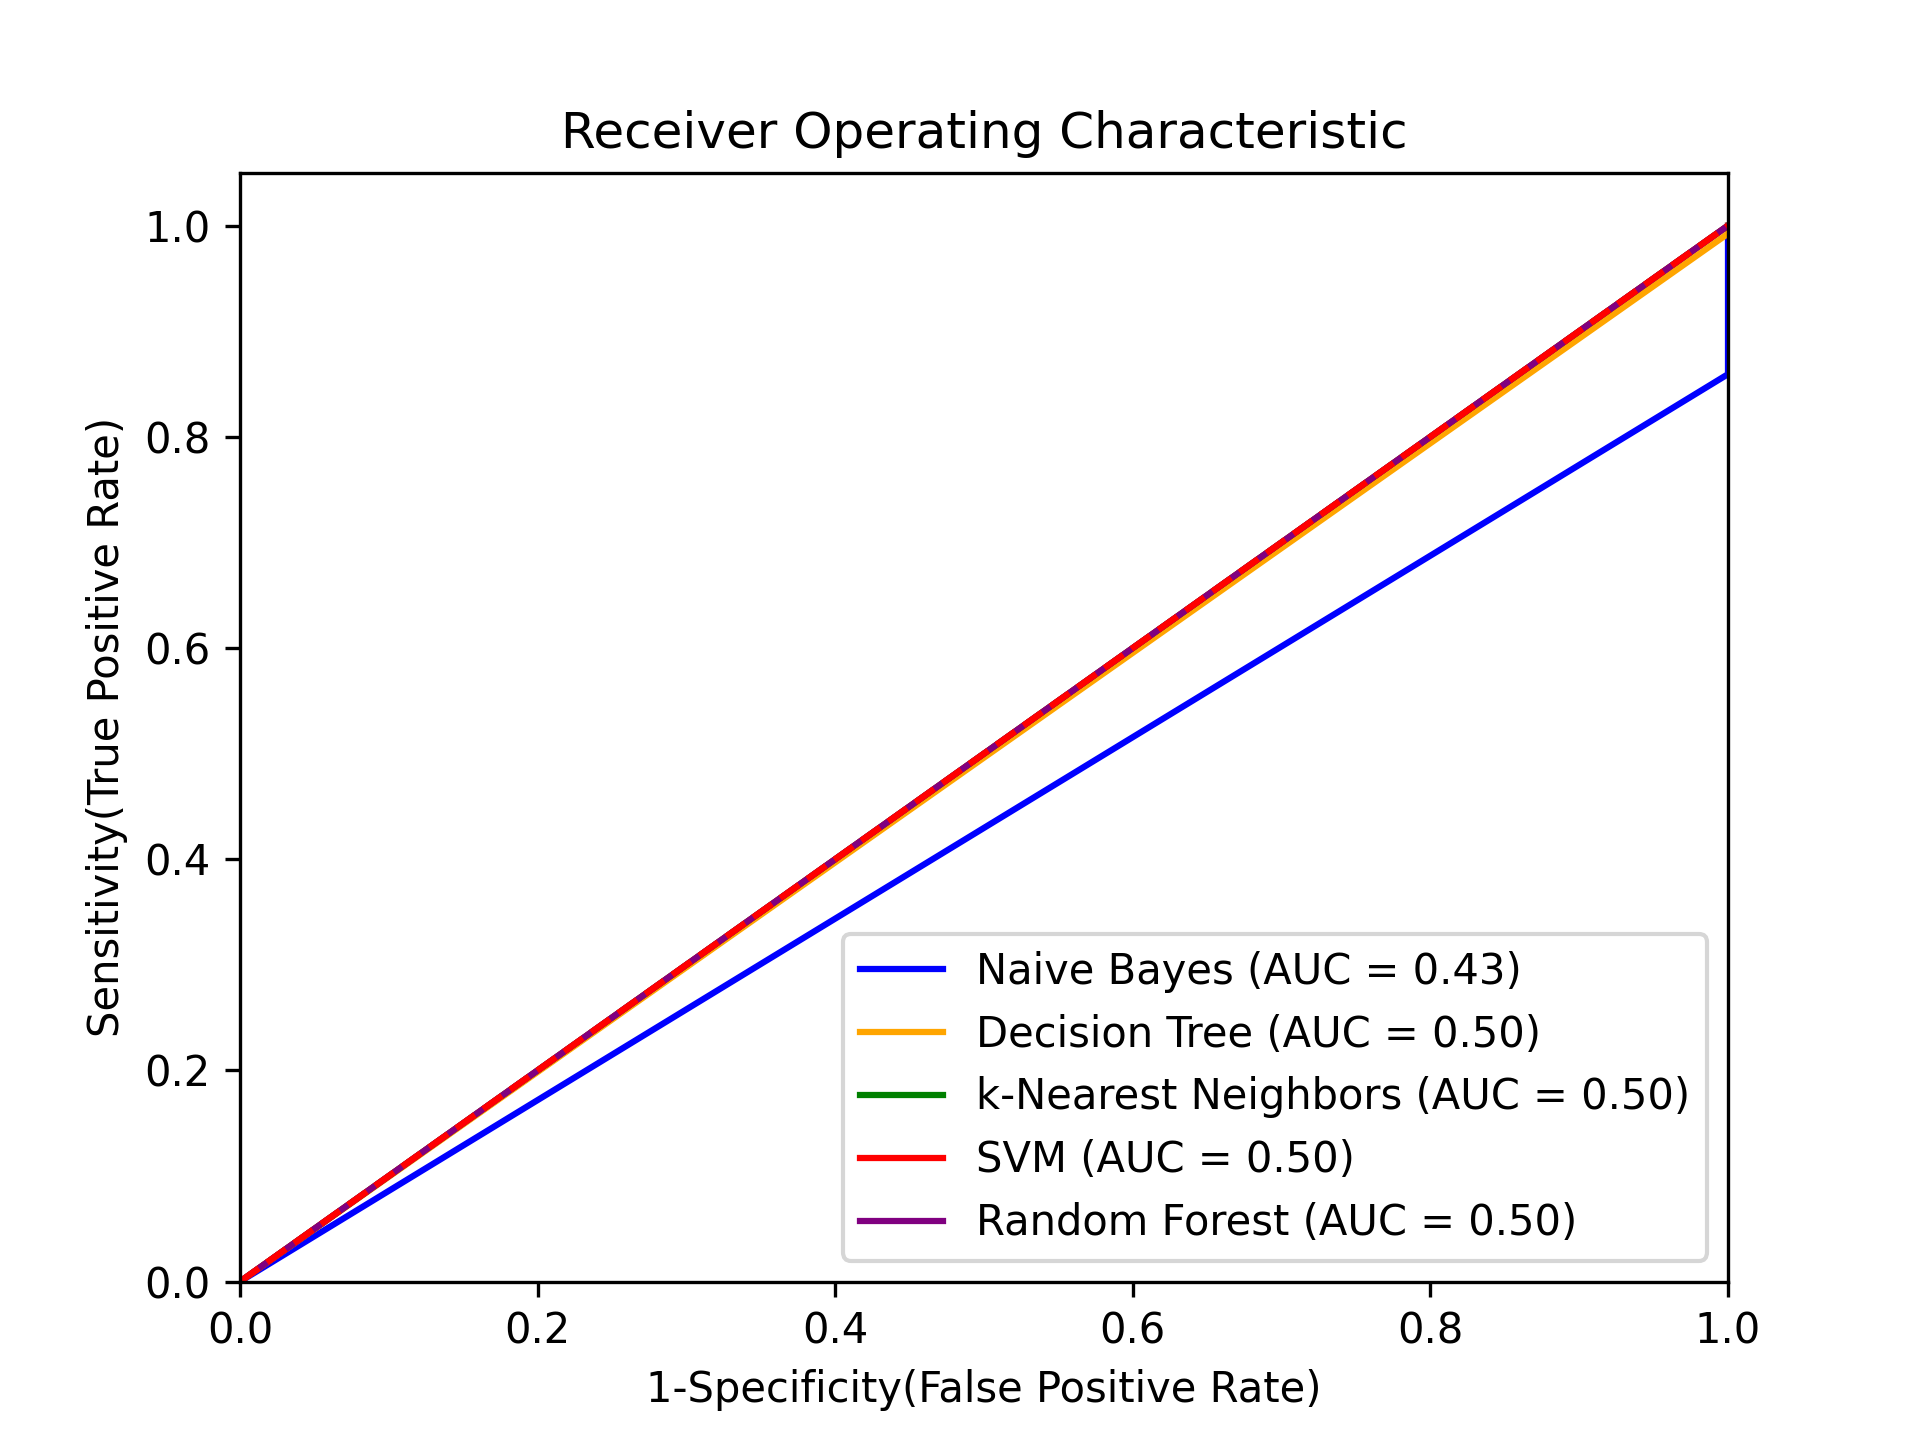 Receiver Operating Characteristic
1.0
0.8
0.6
0.4
0.2
0.0
Sensitivity(True Positive Rate)
Naive Bayes (AUC = 0.43)
Decision Tree (AUC = 0.50)
k-Nearest Neighbors (AUC = 0.50)
SVM (AUC = 0.50)
Random Forest (AUC = 0.50)
0.0 0.2 0.4 0.6 0.8 1.0
1-Specificity(False Positive Rate)